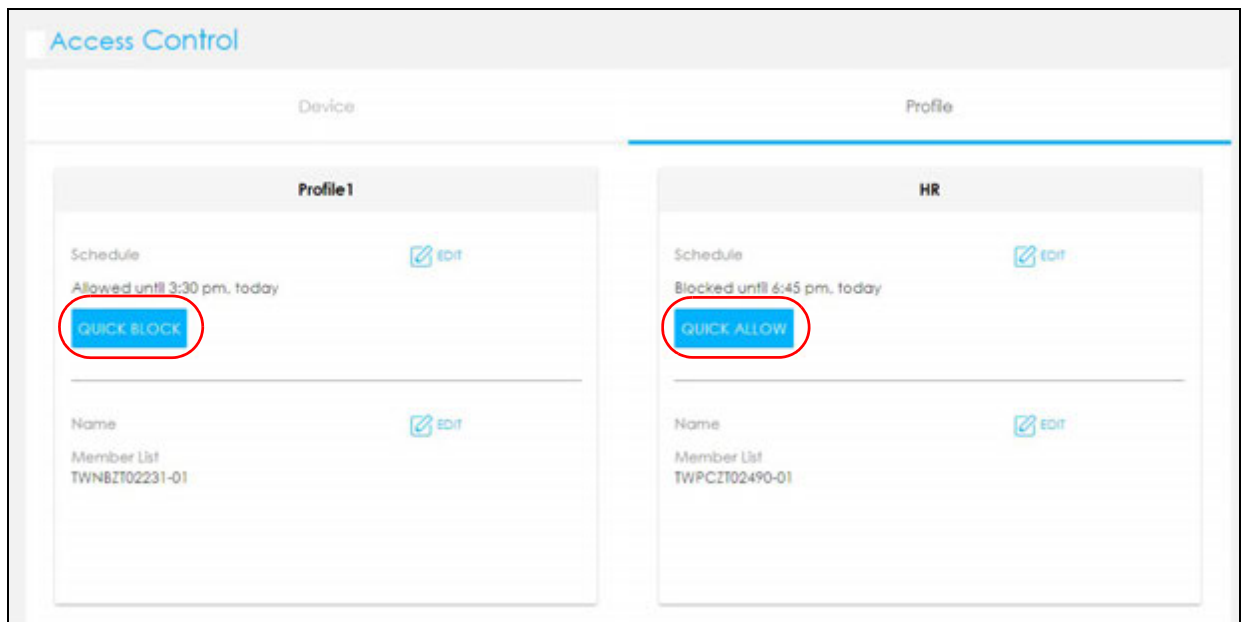 Access Control
Device
Profile
Profile1
Schedule
EDIT
Allowed until 3:30 pm, today
QUICK BLOCK
Name
EDIT
Member List
TWNBZT02231-01
HR
Schedule
EDIT
Blocked until 6:45 pm, today
QUICK ALLOW
Name
EDIT
Member List
TWPCZT02490-01